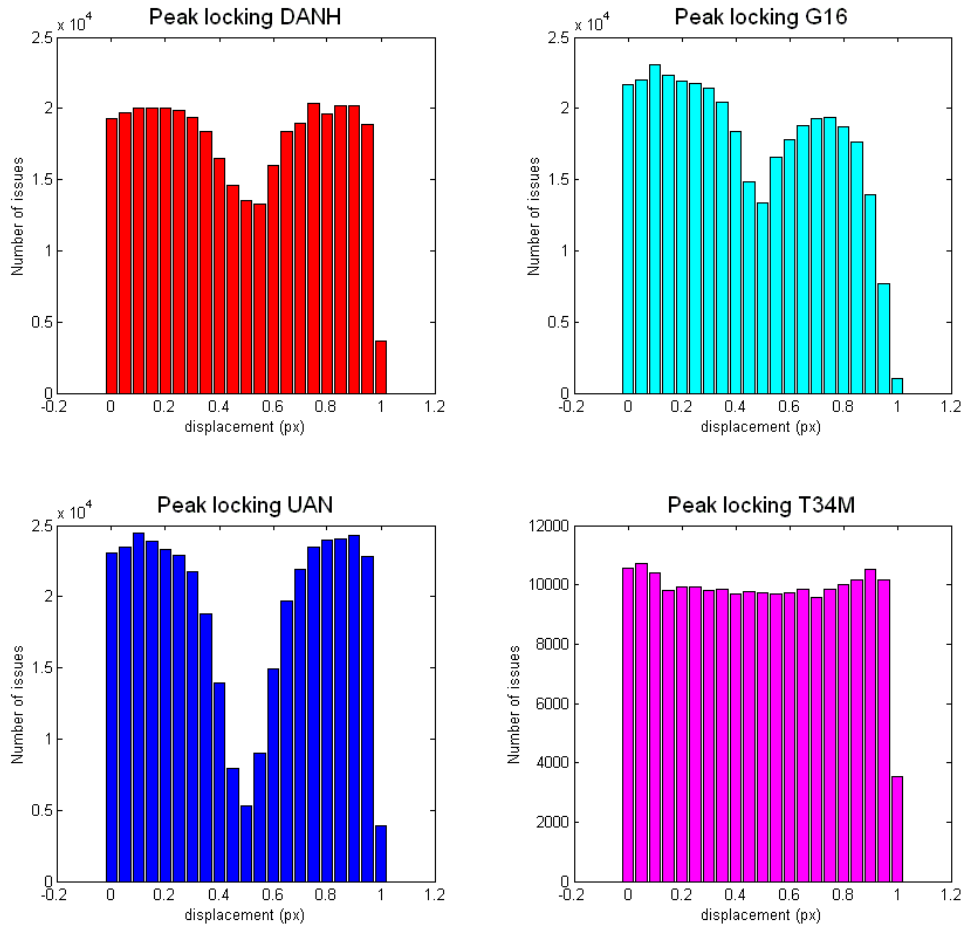 Peak locking DANH
x 10⁴
2.5
2
1.5
1
0.5
0
Number of issues
-0.2 0 0.2 0.4 0.6 0.8 1 1.2
displacement (px)
Peak locking G16
x 10⁴
2.5
2
1.5
1
0.5
0
Number of issues
-0.2 0 0.2 0.4 0.6 0.8 1 1.2
displacement (px)
Peak locking UAN
x 10⁴
2.5
2
1.5
1
0.5
0
Number of issues
-0.2 0 0.2 0.4 0.6 0.8 1 1.2
displacement (px)
Peak locking T34M
12000
10000
8000
6000
4000
2000
0
Number of issues
-0.2 0 0.2 0.4 0.6 0.8 1 1.2
displacement (px)